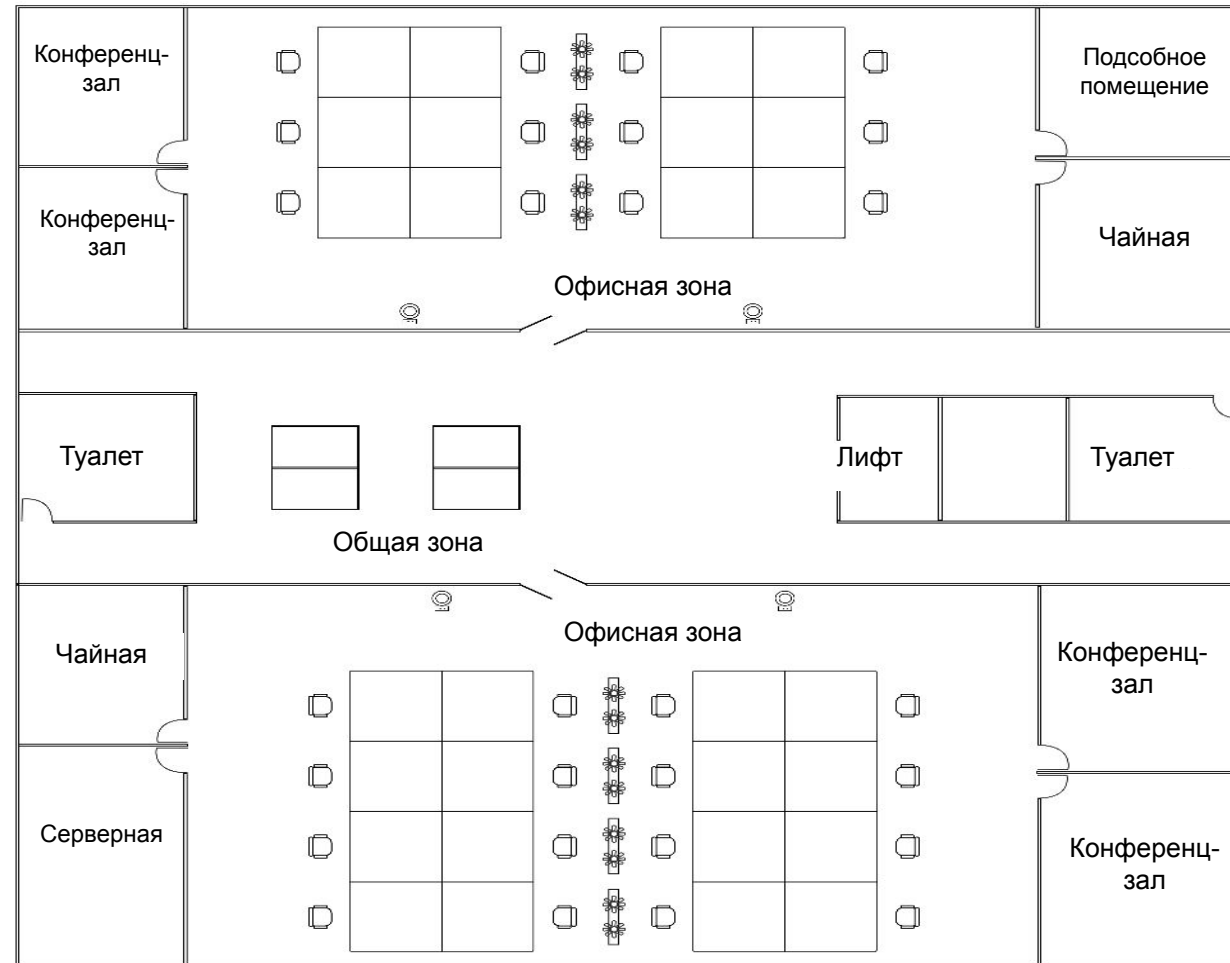 Конференц-
зал
Подсобное
помещение
Конференц-
зал
Чайная
Офисная зона
Туалет
Лифт
Туалет
Общая зона
Офисная зона
Чайная
Конференц-
зал
Серверная
Конференц-
зал